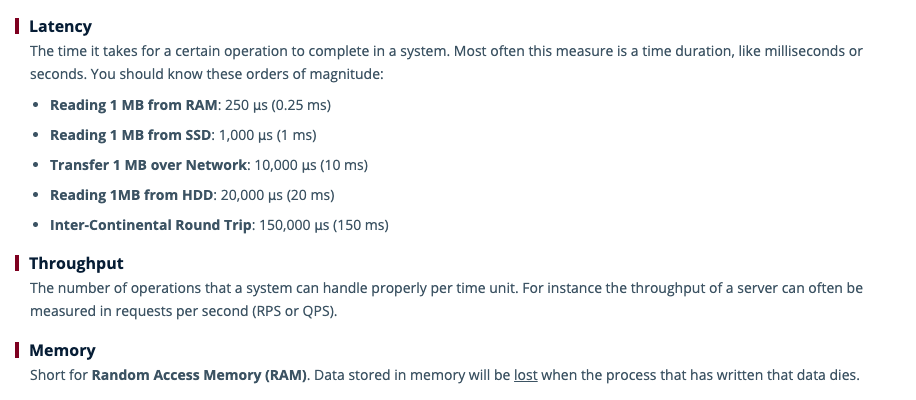 Latency
The time it takes for a certain operation to complete in a system. Most often this measure is a time duration, like milliseconds or
seconds. You should know these orders of magnitude:
• Reading 1 MB from RAM: 250 μs (0.25 ms)
• Reading 1 MB from SSD: 1,000 μs (1 ms)
• Transfer 1 MB over Network: 10,000 μs (10 ms)
• Reading 1MB from HDD: 20,000 μs (20 ms)
• Inter-Continental Round Trip: 150,000 μs (150 ms)
Throughput
The number of operations that a system can handle properly per time unit. For instance the throughput of a server can often be
measured in requests per second (RPS or QPS).
Memory
Short for Random Access Memory (RAM). Data stored in memory will be lost when the process that has written that data dies.